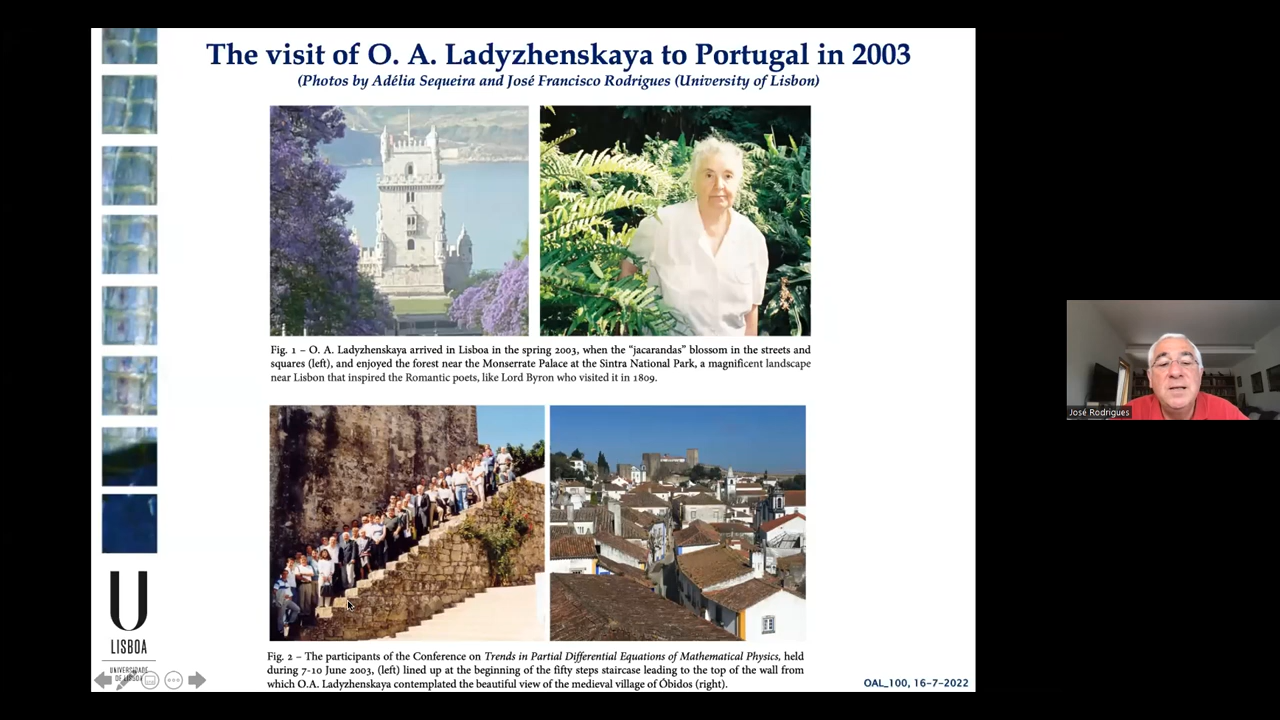 The visit of O. A. Ladyzhenskaya to Portugal in 2003
(Photos by Adélia Sequeira and José Francisco Rodrigues (University of Lisbon)
Fig. 1 – O. A. Ladyzhenskaya arrived in Lisboa in the spring 2003, when the “jacarandas” blossom in the streets and
squares (left), and enjoyed the forest near the Monserrate Palace at the Sintra National Park, a magnificent landscape
near Lisbon that inspired the Romantic poets, like Lord Byron who visited it in 1809.
José Rodrigues
Fig. 2 – The participants of the Conference on Trends in Partial Differential Equations of Mathematical Physics, held
during 7-10 June 2003, (left) lined up at the beginning of the fifty steps staircase leading to the top of the wall from
which O.A. Ladyzhenskaya contemplated the beautiful view of the medieval village of Óbidos (right).
U
LISBOA
UNIVERSIDADE
DE LISBOA
OAL_100, 16-7-2022